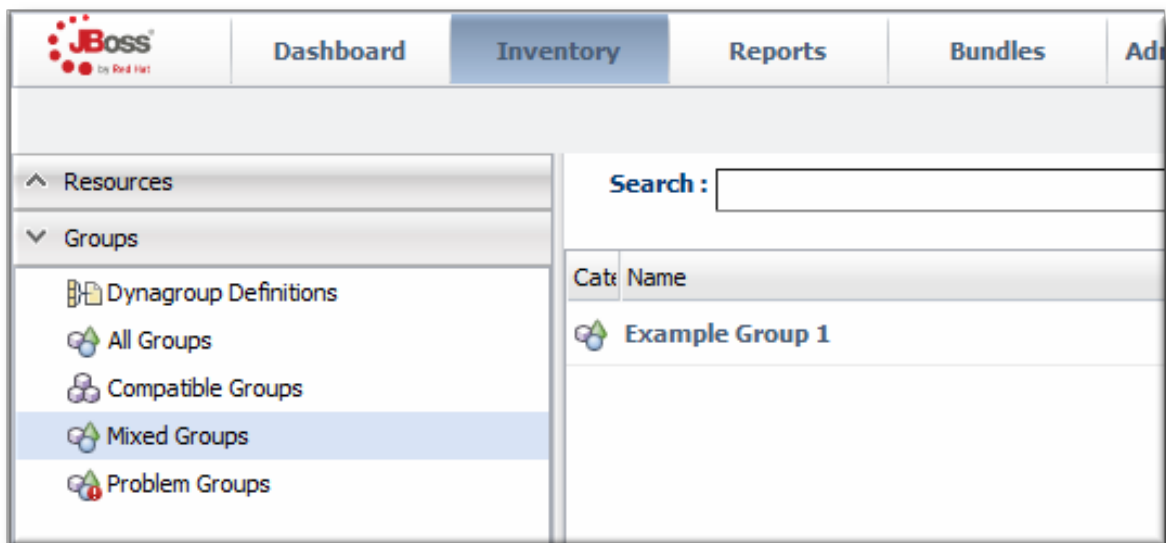 JBoss
by Red Hat
Dashboard
Inventory
Reports
Bundles
Resources
Groups
Dynagroup Definitions
All Groups
Compatible Groups
Mixed Groups
Problem Groups
Search :
Cate Name
Example Group 1